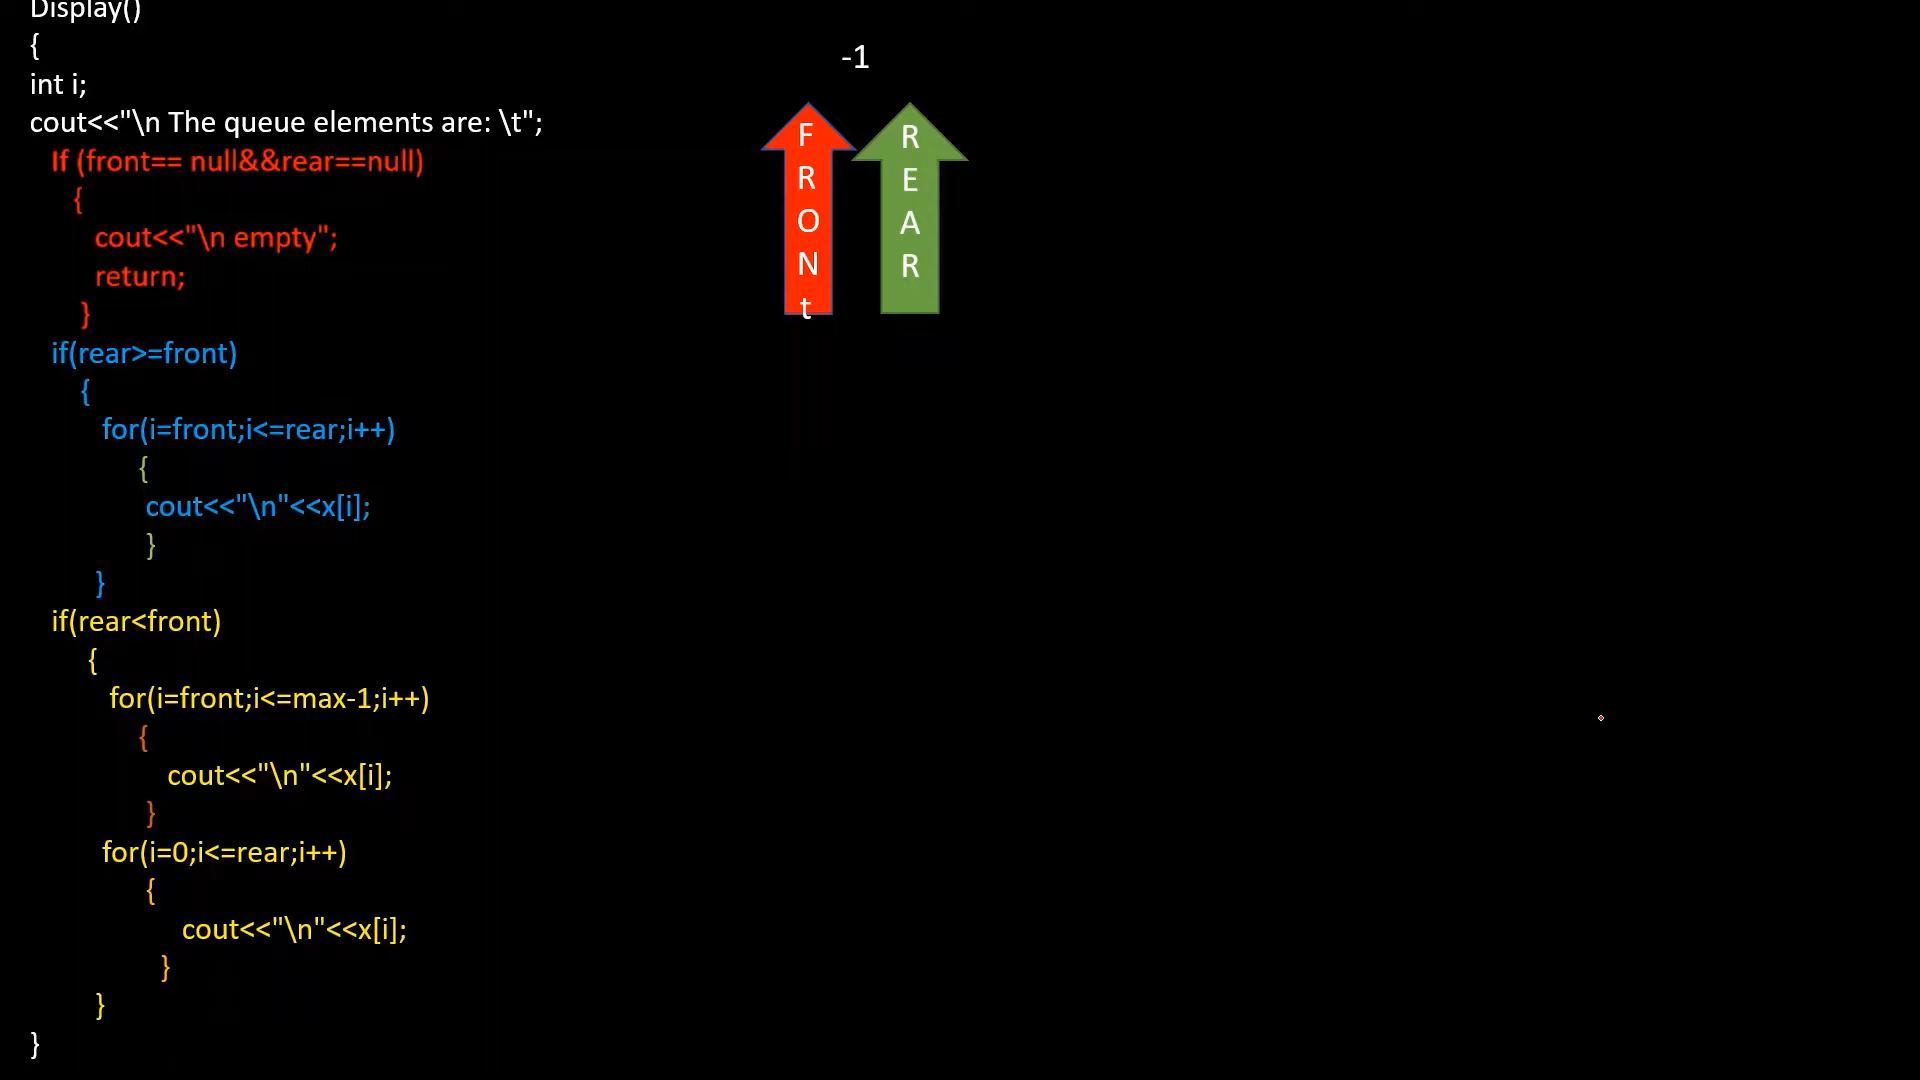 Display()
{
int i;
cout<<"\n The queue elements are: \t";
If (front== null&&rear==null)
{
cout<<"\n empty";
return;
}
if(rear>=front)
{
for(i=front;i<=rear;i++)
{
cout<<"\n"<<x[i];
}
}
if(rear<front)
{
for(i=front;i<=max-1;i++)
{
cout<<"\n"<<x[i];
}
for(i=0;i<=rear;i++)
{
cout<<"\n"<<x[i];
}
}
}
-1
F
R
O
N
t
R
E
A
R